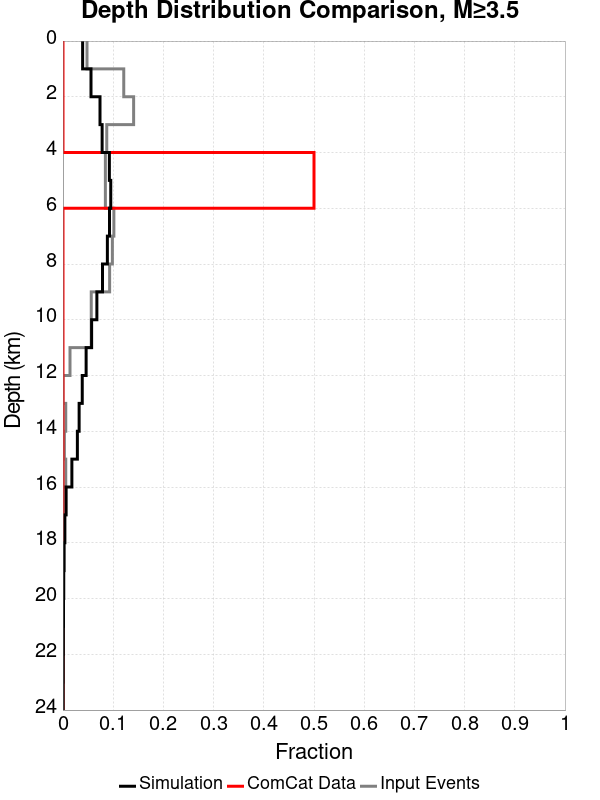 Depth Distribution Comparison, M≥3.5
0
2
4
6
8
10
12
14
16
18
20
22
24
Depth (km)
0 0.1 0.2 0.3 0.4 0.5 0.6 0.7 0.8 0.9 1
Fraction
Simulation ComCat Data Input Events